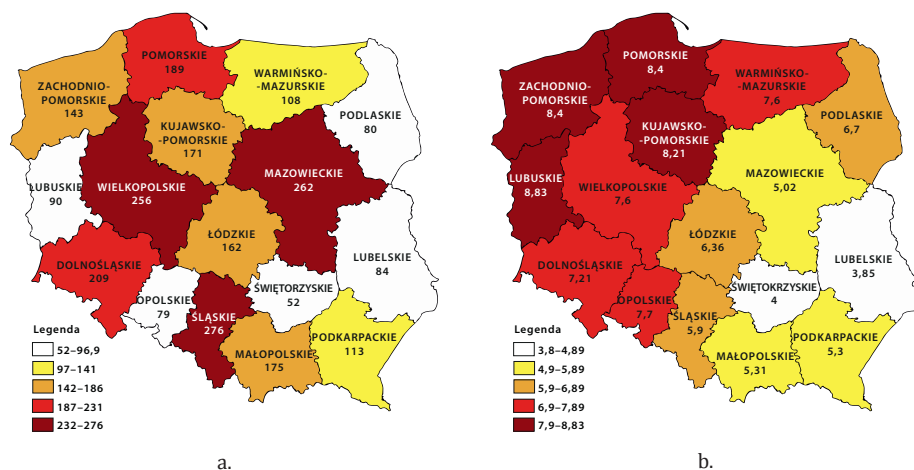 POMORSKIE
189
ZACHODNIO-
-POMORSKIE
143
WARMIŃSKO-
-MAZURSKIE
108
PODLASKIE
80
KUJAWSKO-
-POMORSKIE
171
LUBUSKIE
90
WIELKOPOLSKIE
256
MAZOWIECKIE
262
ŁÓDZKIE
162
LUBELSKIE
84
DOLNOŚLĄSKIE
209
OPOLSKIE
79
ŚLĄSKIE
276
ŚWIĘTORZYSKIE
52
MAŁOPOLSKIE
175
PODKARPACKIE
113
Legenda
52–96,9
97–141
142–186
187–231
232–276
a.
POMORSKIE
8,4
ZACHODNIO-
-POMORSKIE
8,4
WARMIŃSKO-
-MAZURSKIE
7,6
PODLASKIE
6,7
KUJAWSKO-
-POMORSKIE
8,21
LUBUSKIE
8,83
WIELKOPOLSKIE
7,6
MAZOWIECKIE
5,02
ŁÓDZKIE
6,36
LUBELSKIE
3,85
DOLNOŚLĄSKIE
7,21
OPOLSKIE
7,7
ŚLĄSKIE
5,9
ŚWIĘTOKRZYSKIE
4
MAŁOPOLSKIE
5,31
PODKARPACKIE
5,3
Legenda
3,8–4,89
4,9–5,89
5,9–6,89
6,9–7,89
7,9–8,83
b.